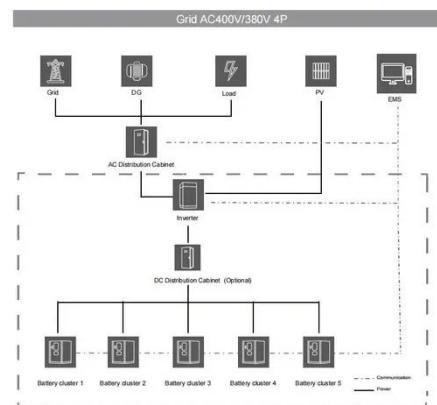 Grid AC400V/380V 4P
Grid
DG
Load
PV
EMS
AC Distribution Cabinet
Inverter
DC Distribution Cabinet (Optional)
Battery cluster 1
Battery cluster 2
Battery cluster 3
Battery cluster 4
Battery cluster 5
Communication
Power